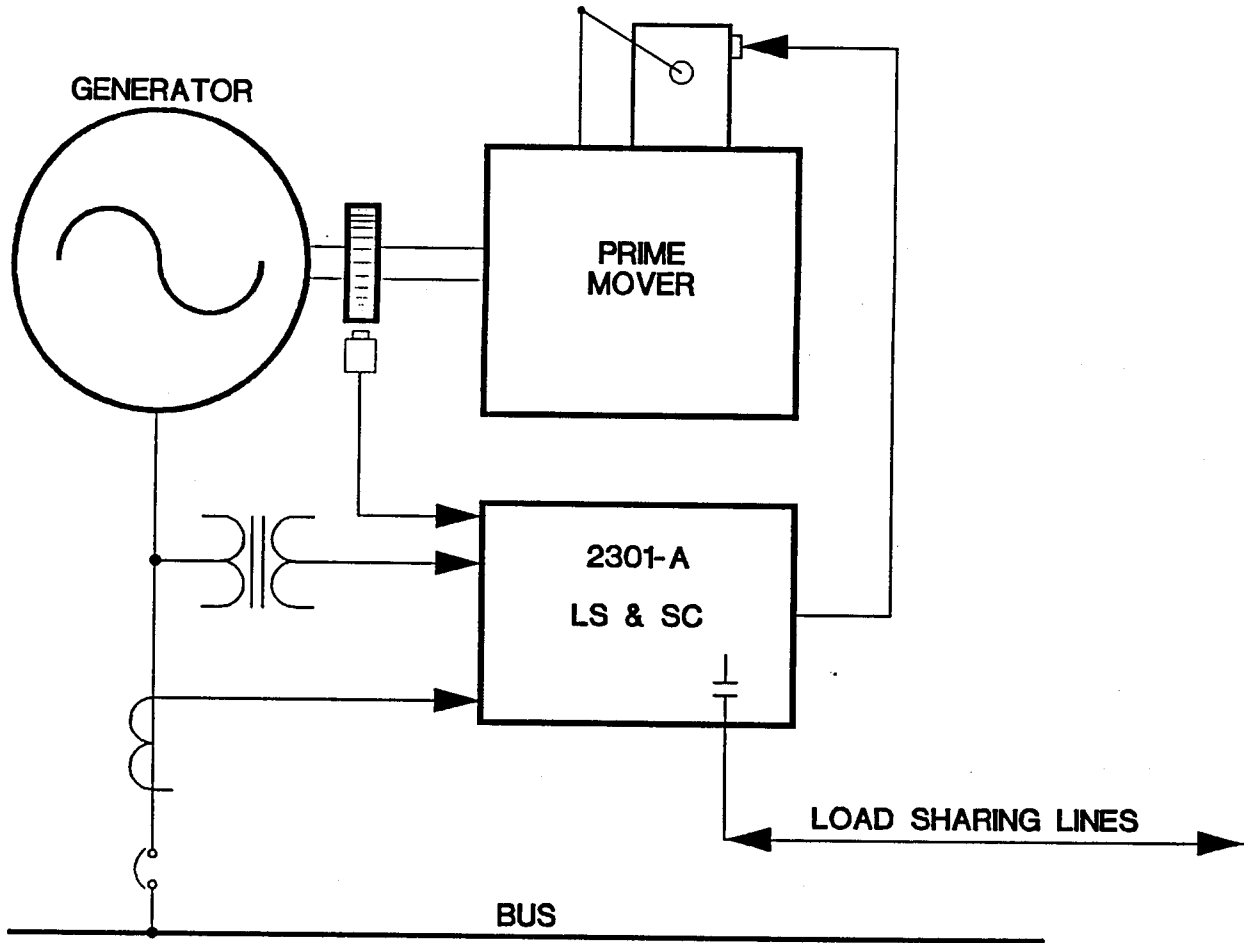 GENERATOR
PRIME
MOVER
2301-A
LS & SC
LOAD SHARING LINES
BUS